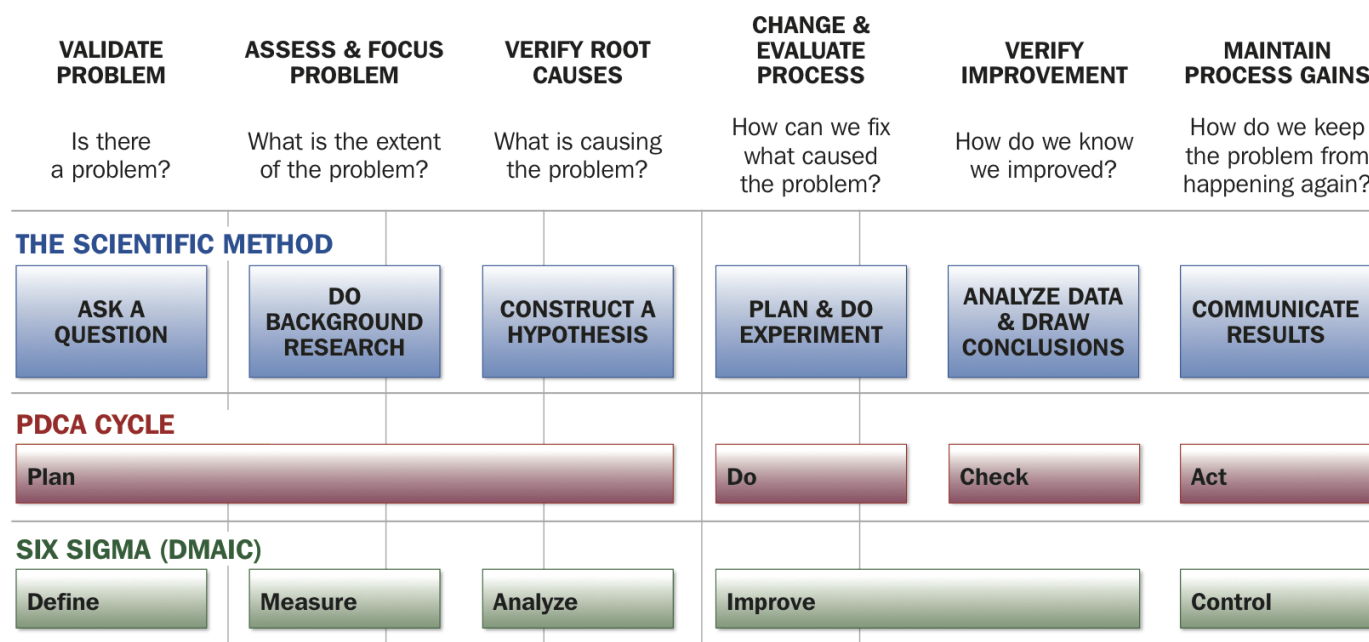 VALIDATE
PROBLEM
ASSESS & FOCUS
PROBLEM
VERIFY ROOT
CAUSES
CHANGE &
EVALUATE
PROCESS
VERIFY
IMPROVEMENT
MAINTAIN
PROCESS GAINS
Is there
a problem?
What is the extent
of the problem?
What is causing
the problem?
How can we fix
what caused
the problem?
How do we know
we improved?
How do we keep
the problem from
happening again?
THE SCIENTIFIC METHOD
ASK A
QUESTION
DO
BACKGROUND
RESEARCH
CONSTRUCT A
HYPOTHESIS
PLAN & DO
EXPERIMENT
ANALYZE DATA
& DRAW
CONCLUSIONS
COMMUNICATE
RESULTS
PDCA CYCLE
Plan
Do
Check
Act
SIX SIGMA (DMAIC)
Define
Measure
Analyze
Improve
Control